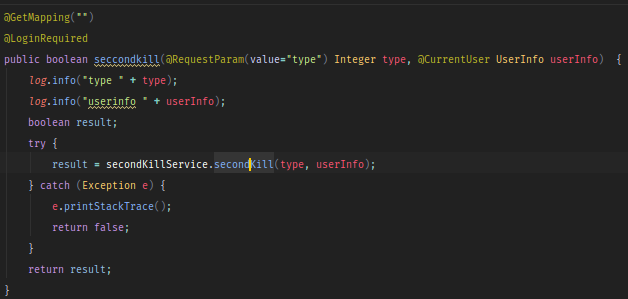 @GetMapping("")
@LoginRequired
public boolean seccondkill(@RequestParam(value="type") Integer type, @CurrentUser UserInfo userInfo) {
log.info("type " + type);
log.info("userinfo " + userInfo);
boolean result;
try {
result = secondKillService.secondKill(type, userInfo);
} catch (Exception e) {
e.printStackTrace();
return false;
}
return result;
}